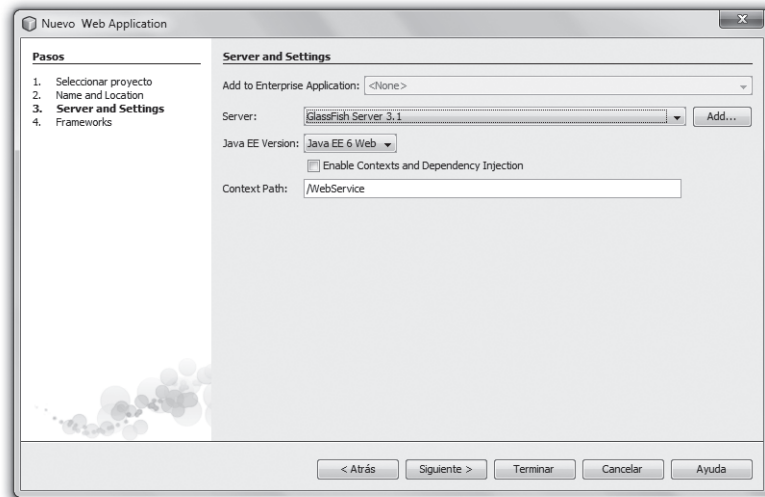 Nuevo Web Application
Pasos
1. Seleccionar proyecto
2. Name and Location
3. Server and Settings
4. Frameworks
Server and Settings
Add to Enterprise Application: <None>
Server: GlassFish Server 3.1 Add...
Java EE Version: Java EE 6 Web
Enable Contexts and Dependency Injection
Context Path: /WebService
< Atrás Siguiente > Terminar Cancelar Ayuda